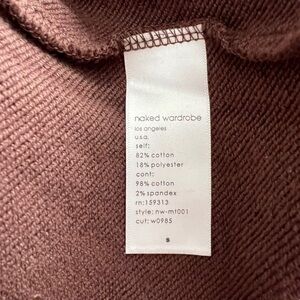 naked wardrobe
los angeles
u.s.a.
self:
82% cotton
18% polyester
cont:
98% cotton
2% spandex
rn:159313
style: nw-mt001
cut: w0985
s